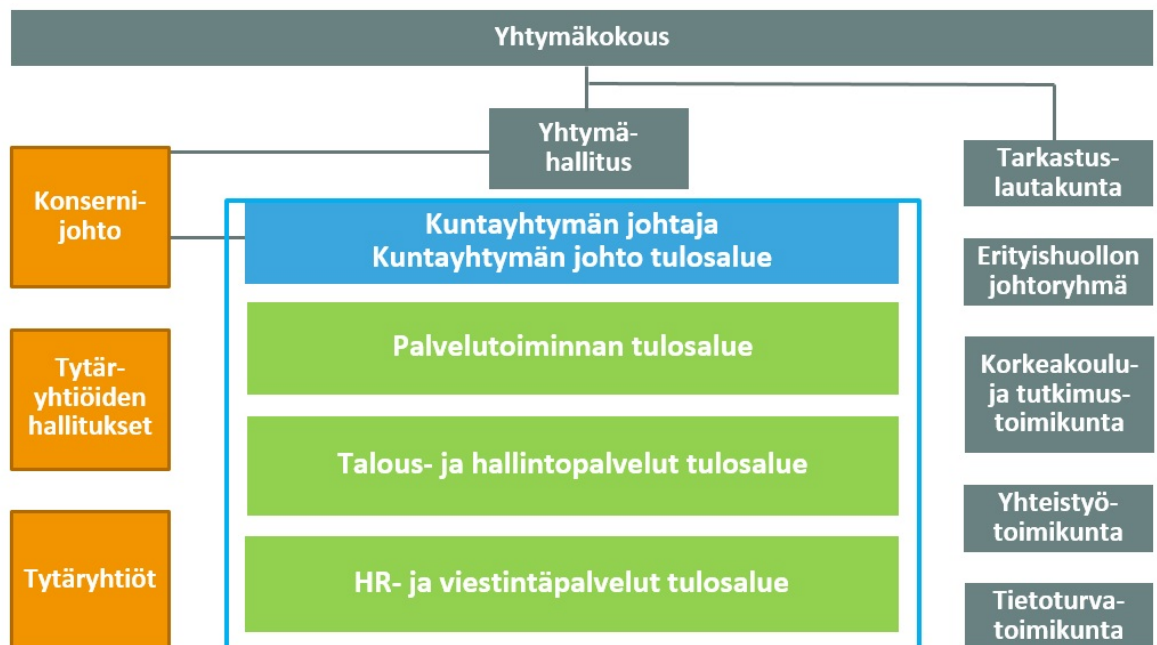 Yhtymäkokous
Yhtymä-
hallitus
Tarkastus-
lautakunta
Konserni-
johto
Kuntayhtymän johtaja
Kuntayhtymän johto tulosalue
Erityishuollon
johtoryhmä
Palvelutoiminnan tulosalue
Tytär-
yhtiöiden
hallitukset
Korkeakoulu-
ja tutkimus-
toimikunta
Talous- ja hallintopalvelut tulosalue
Yhteistyö-
toimikunta
Tytäryhtiöt
HR- ja viestintäpalvelut tulosalue
Tietoturva-
toimikunta